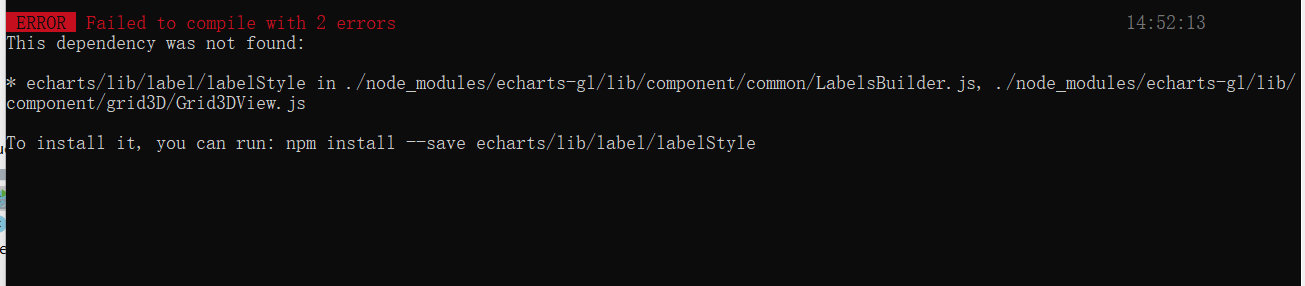 ERROR Failed to compile with 2 errors 14:52:13
This dependency was not found:
* echarts/lib/label/labelStyle in ./node_modules/echarts-gl/lib/component/common/LabelsBuilder.js, ./node_modules/echarts-gl/lib/
component/grid3D/Grid3DView.js
To install it, you can run: npm install --save echarts/lib/label/labelStyle